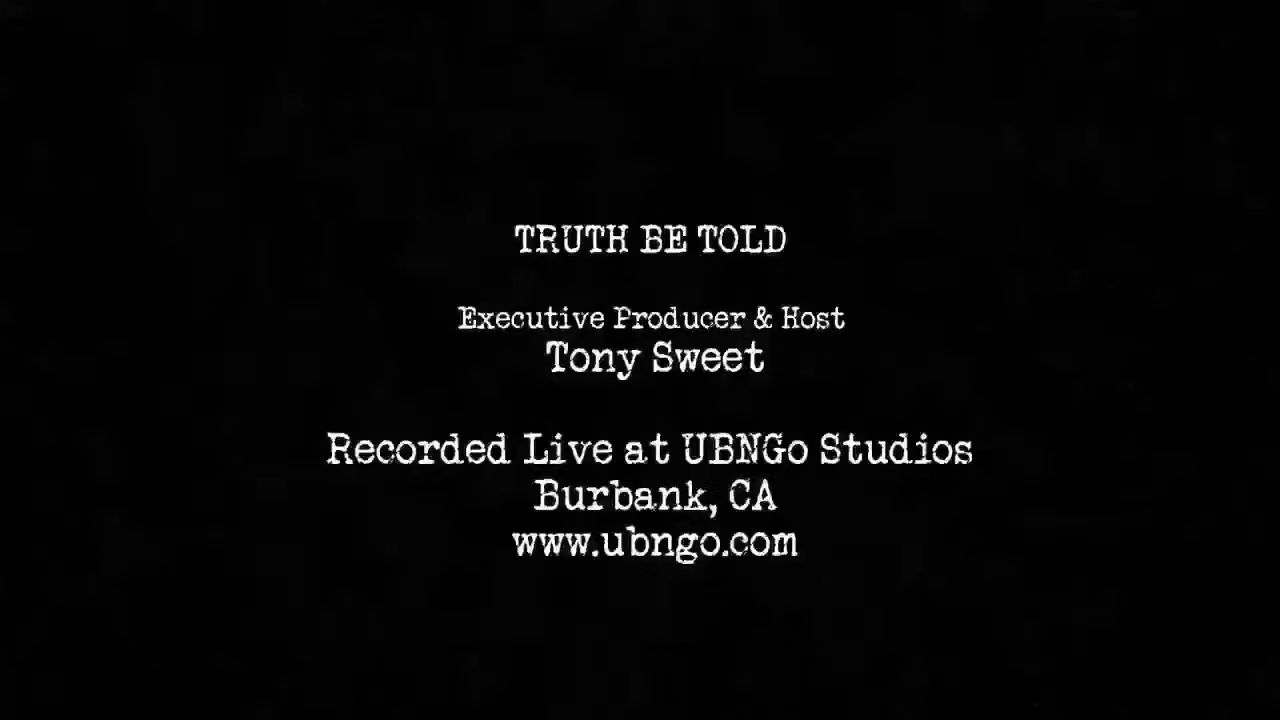 TRUTH BE TOLD
Executive Producer & Host
Tony Sweet
Recorded Live at UBNGo Studios
Burbank, CA
www.ubngo.com